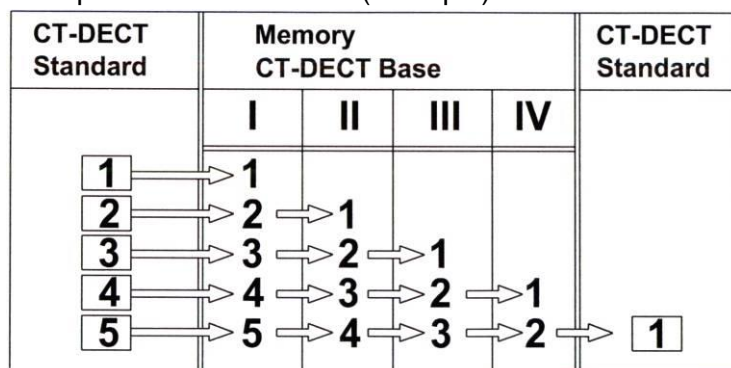 CT-DECT Standard Memory CT-DECT Base CT-DECT Standard
I II III IV
1 1
2 2 1
3 3 2 1
4 4 3 2 1
5 5 4 3 2 1